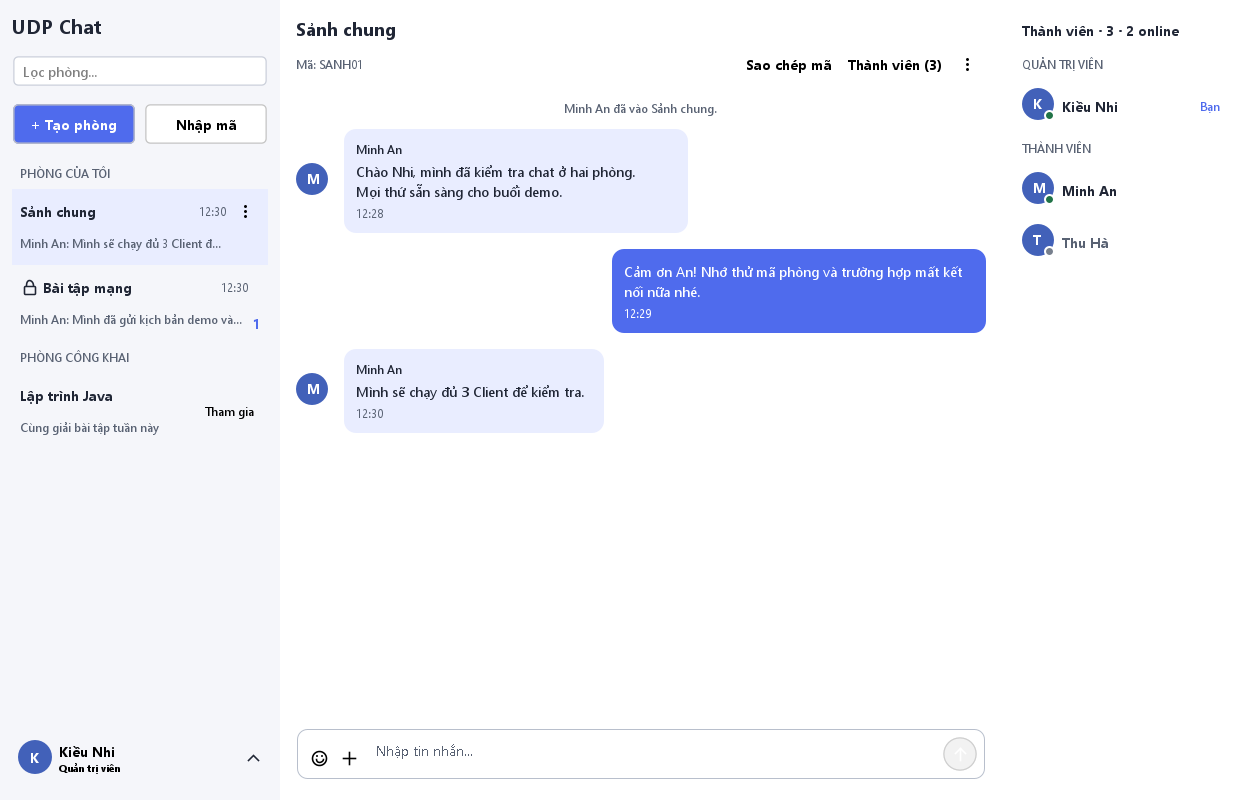 UDP Chat
Lọc phòng...
+ Tạo phòng
Nhập mã
PHÒNG CỦA TÔI
Sảnh chung
12:30
Minh An: Mình sẽ chạy đủ 3 Client đ...
Bài tập mạng
12:30
Minh An: Mình đã gửi kịch bản demo và...
1
PHÒNG CÔNG KHAI
Lập trình Java
Tham gia
Cùng giải bài tập tuần này
K
Kiều Nhi
Quản trị viên
Sảnh chung
Mã: SANH01
Sao chép mã
Thành viên (3)
Minh An đã vào Sảnh chung.
M
Minh An
Chào Nhi, mình đã kiểm tra chat ở hai phòng.
Mọi thứ sẵn sàng cho buổi demo.
12:28
Cảm ơn An! Nhớ thử mã phòng và trường hợp mất kết
nối nữa nhé.
12:29
M
Minh An
Mình sẽ chạy đủ 3 Client để kiểm tra.
12:30
Nhập tin nhắn...
Thành viên - 3 - 2 online
QUẢN TRỊ VIÊN
K
Kiều Nhi
Bạn
THÀNH VIÊN
M
Minh An
T
Thu Hà